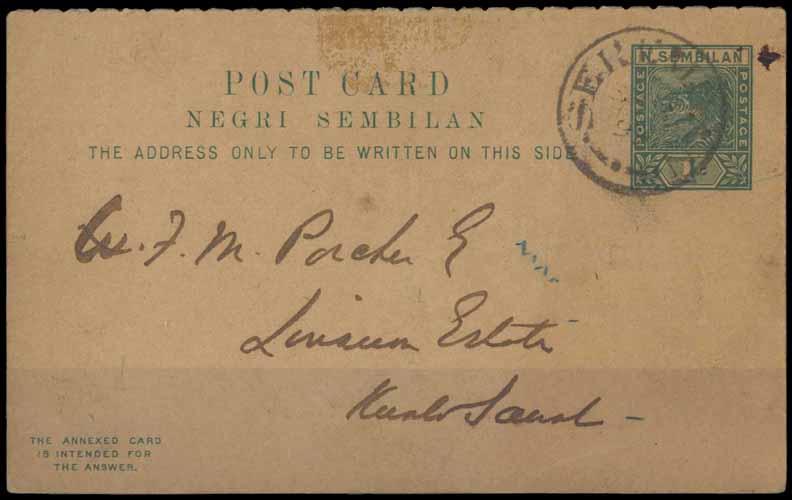 POST CARD
NEGRI SEMBILAN
THE ADDRESS ONLY TO BE WRITTEN ON THIS SIDE
N. SEMBILAN
POSTAGE
POSTAGE
F. M. Porcher E
Estate
Kuala
THE ANNEXED CARD
IS INTENDED FOR
THE ANSWER.